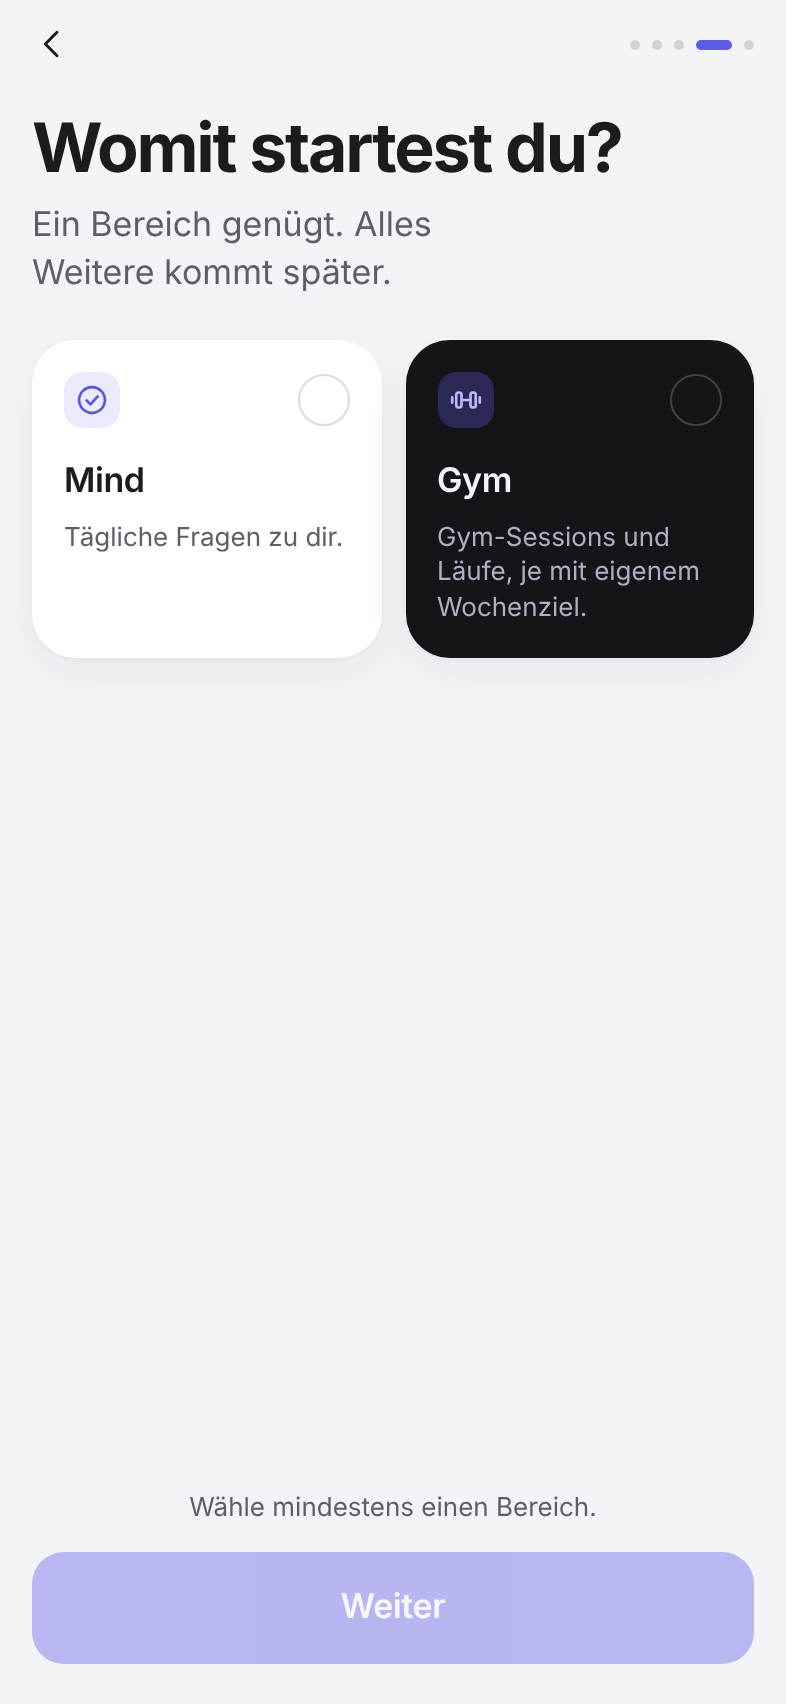 Womit startest du?
Ein Bereich genügt. Alles
Weitere kommt später.
Mind
Tägliche Fragen zu dir.
Gym
Gym-Sessions und
Läufe, je mit eigenem
Wochenziel.
Wähle mindestens einen Bereich.
Weiter